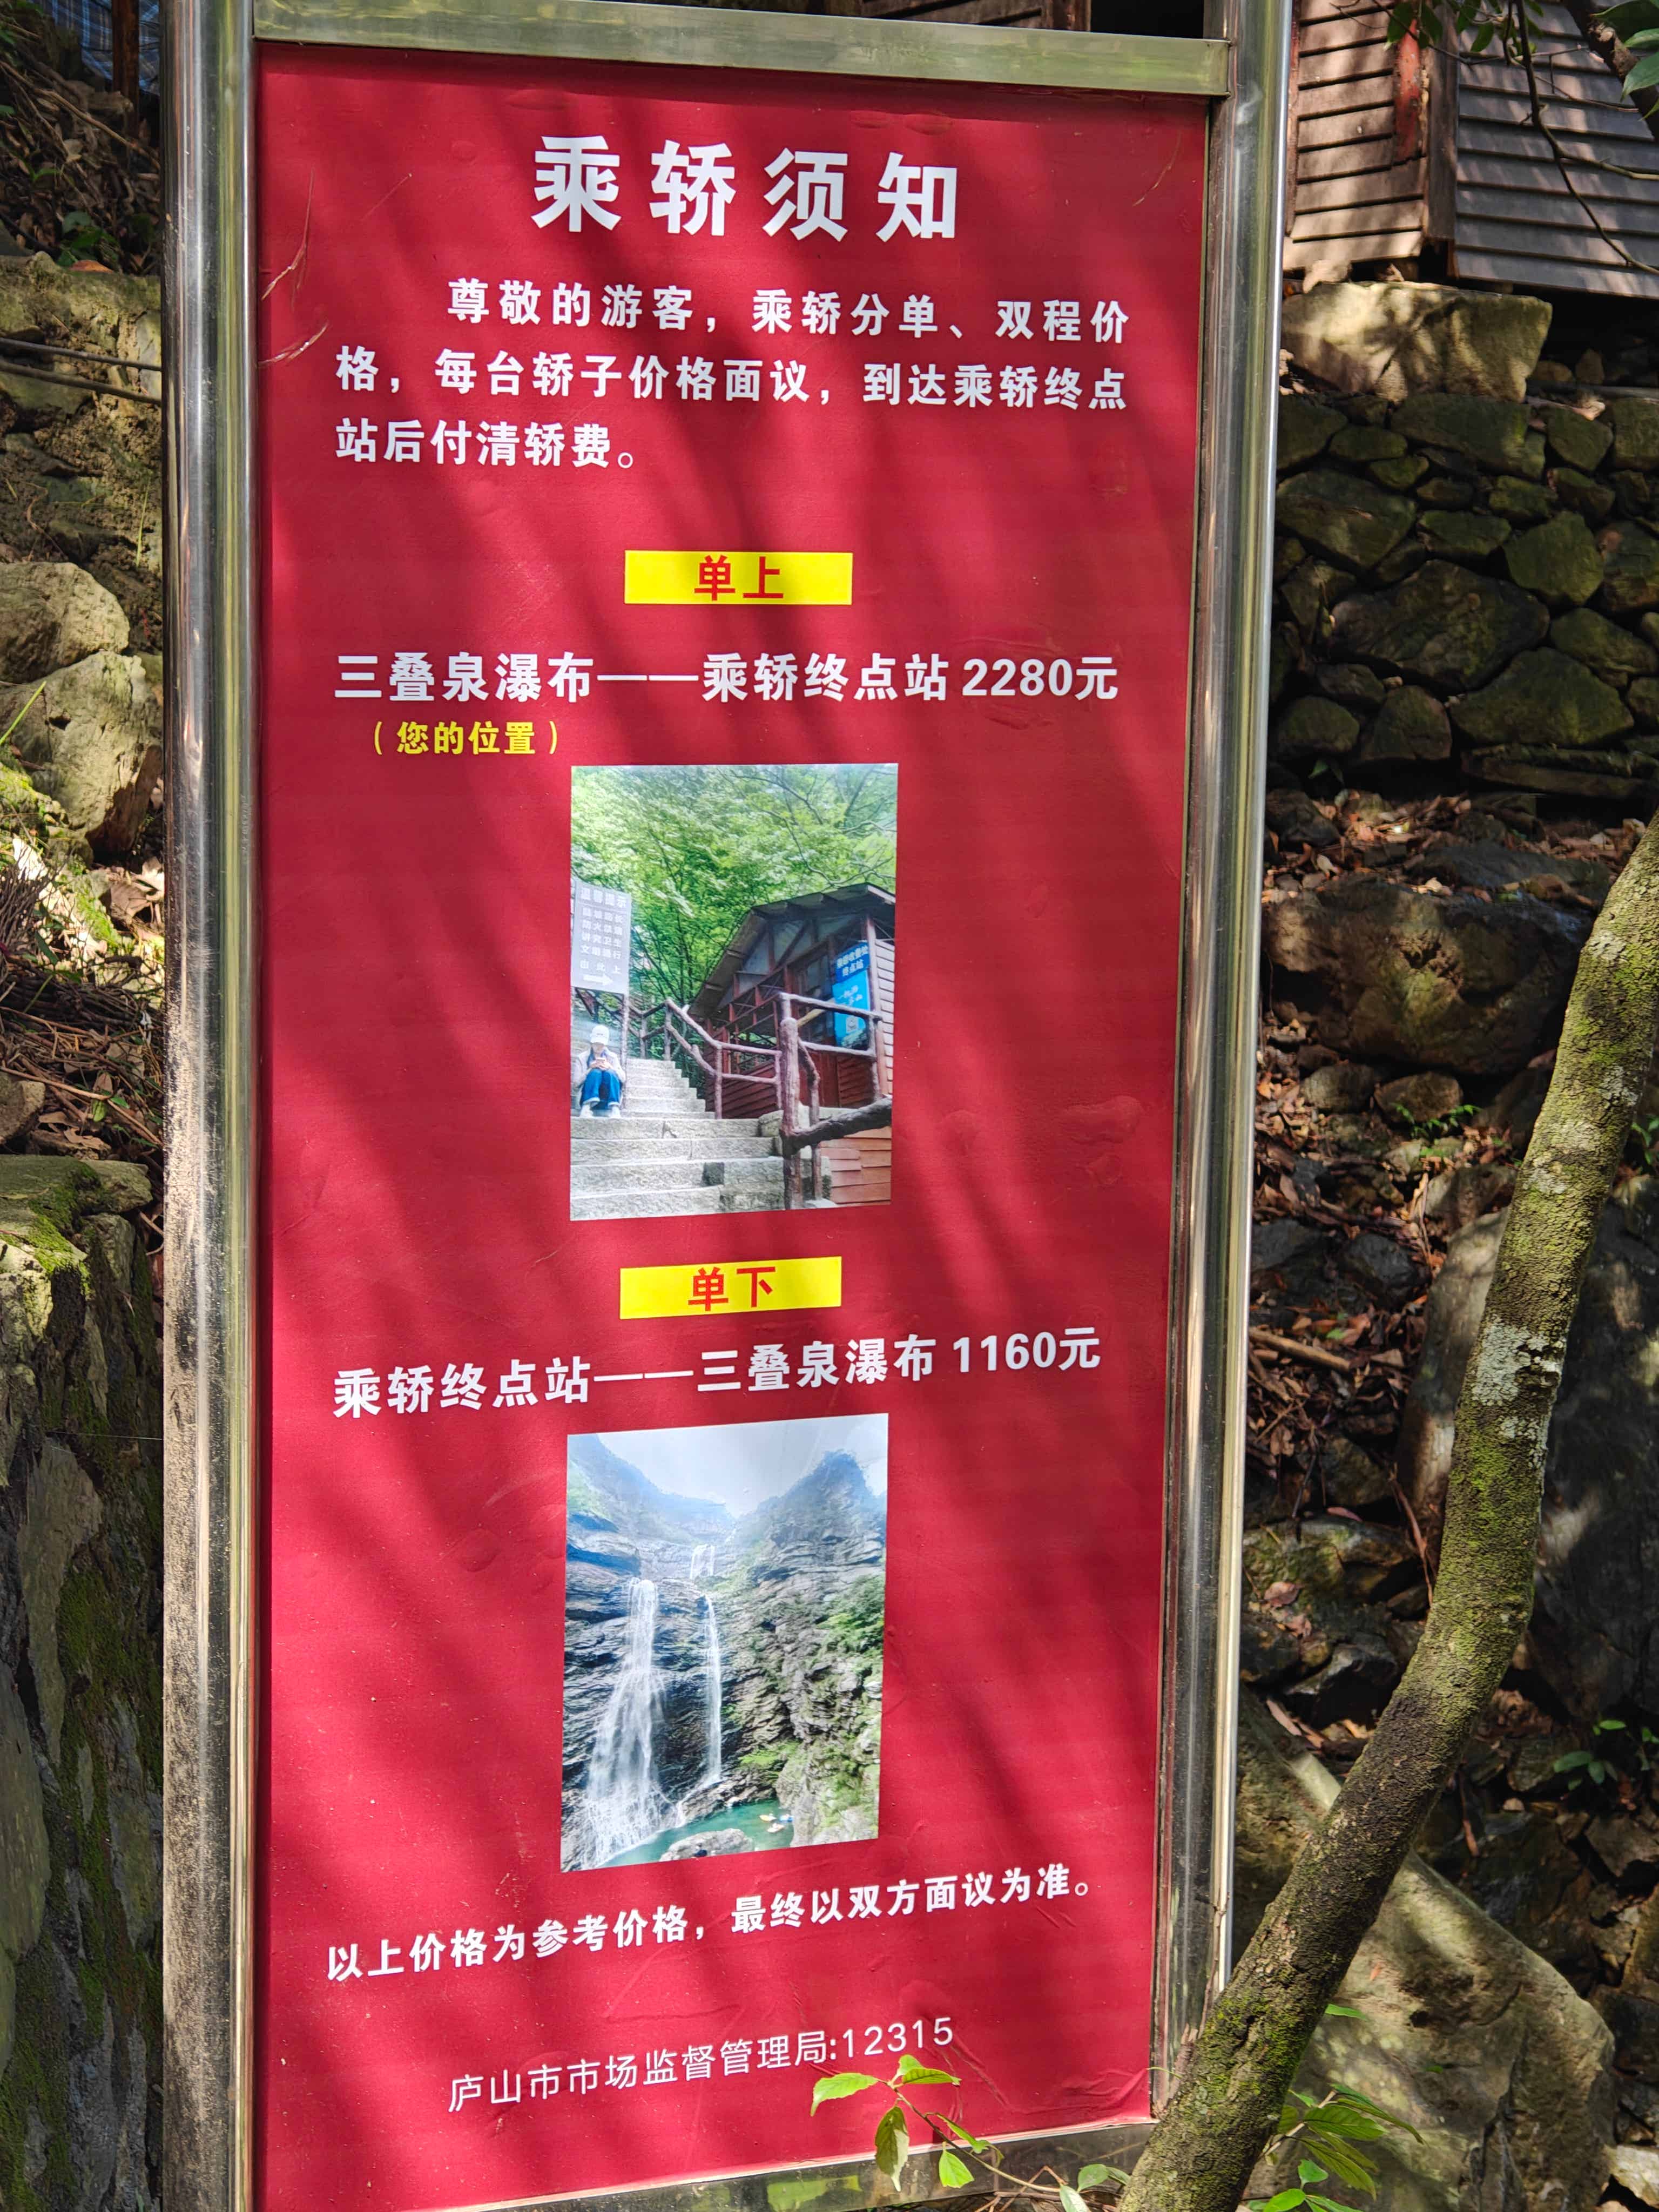 乘轿须知
尊敬的游客，乘轿分单、双程价
格，每台轿子价格面议，到达乘轿终点
站后付清轿费。
单上
三叠泉瀑布——乘轿终点站 2280元
（您的位置）
单下
乘轿终点站——三叠泉瀑布 1160元
以上价格为参考价格，最终以双方面议为准。
庐山市市场监督管理局:12315